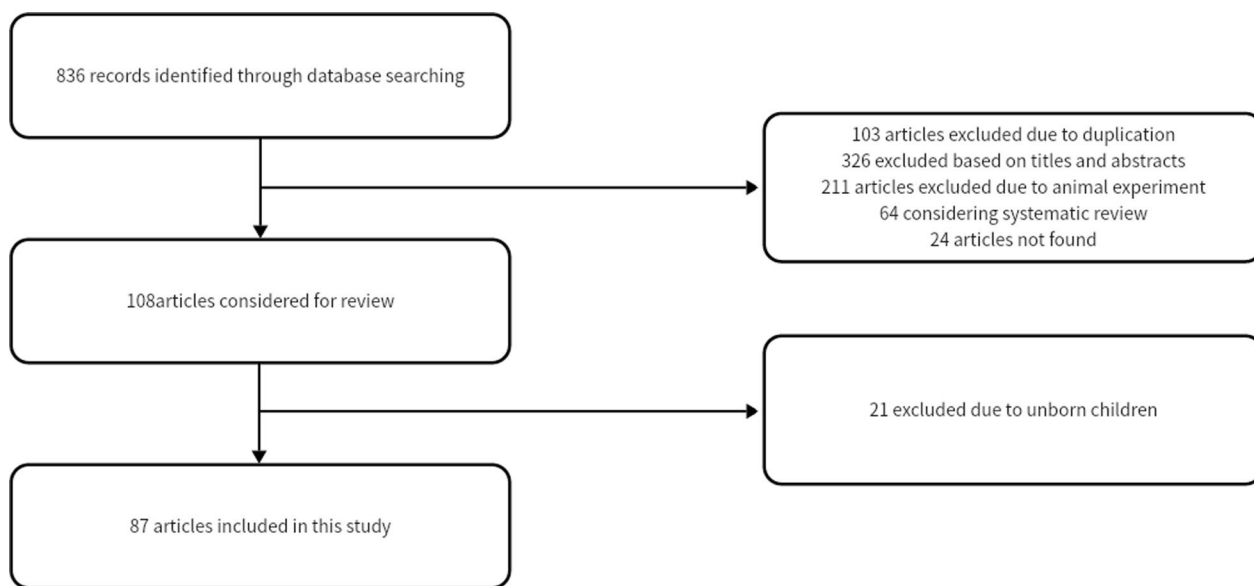 836 records identified through database searching
103 articles excluded due to duplication
326 excluded based on titles and abstracts
211 articles excluded due to animal experiment
64 considering systematic review
24 articles not found
108articles considered for review
21 excluded due to unborn children
87 articles included in this study